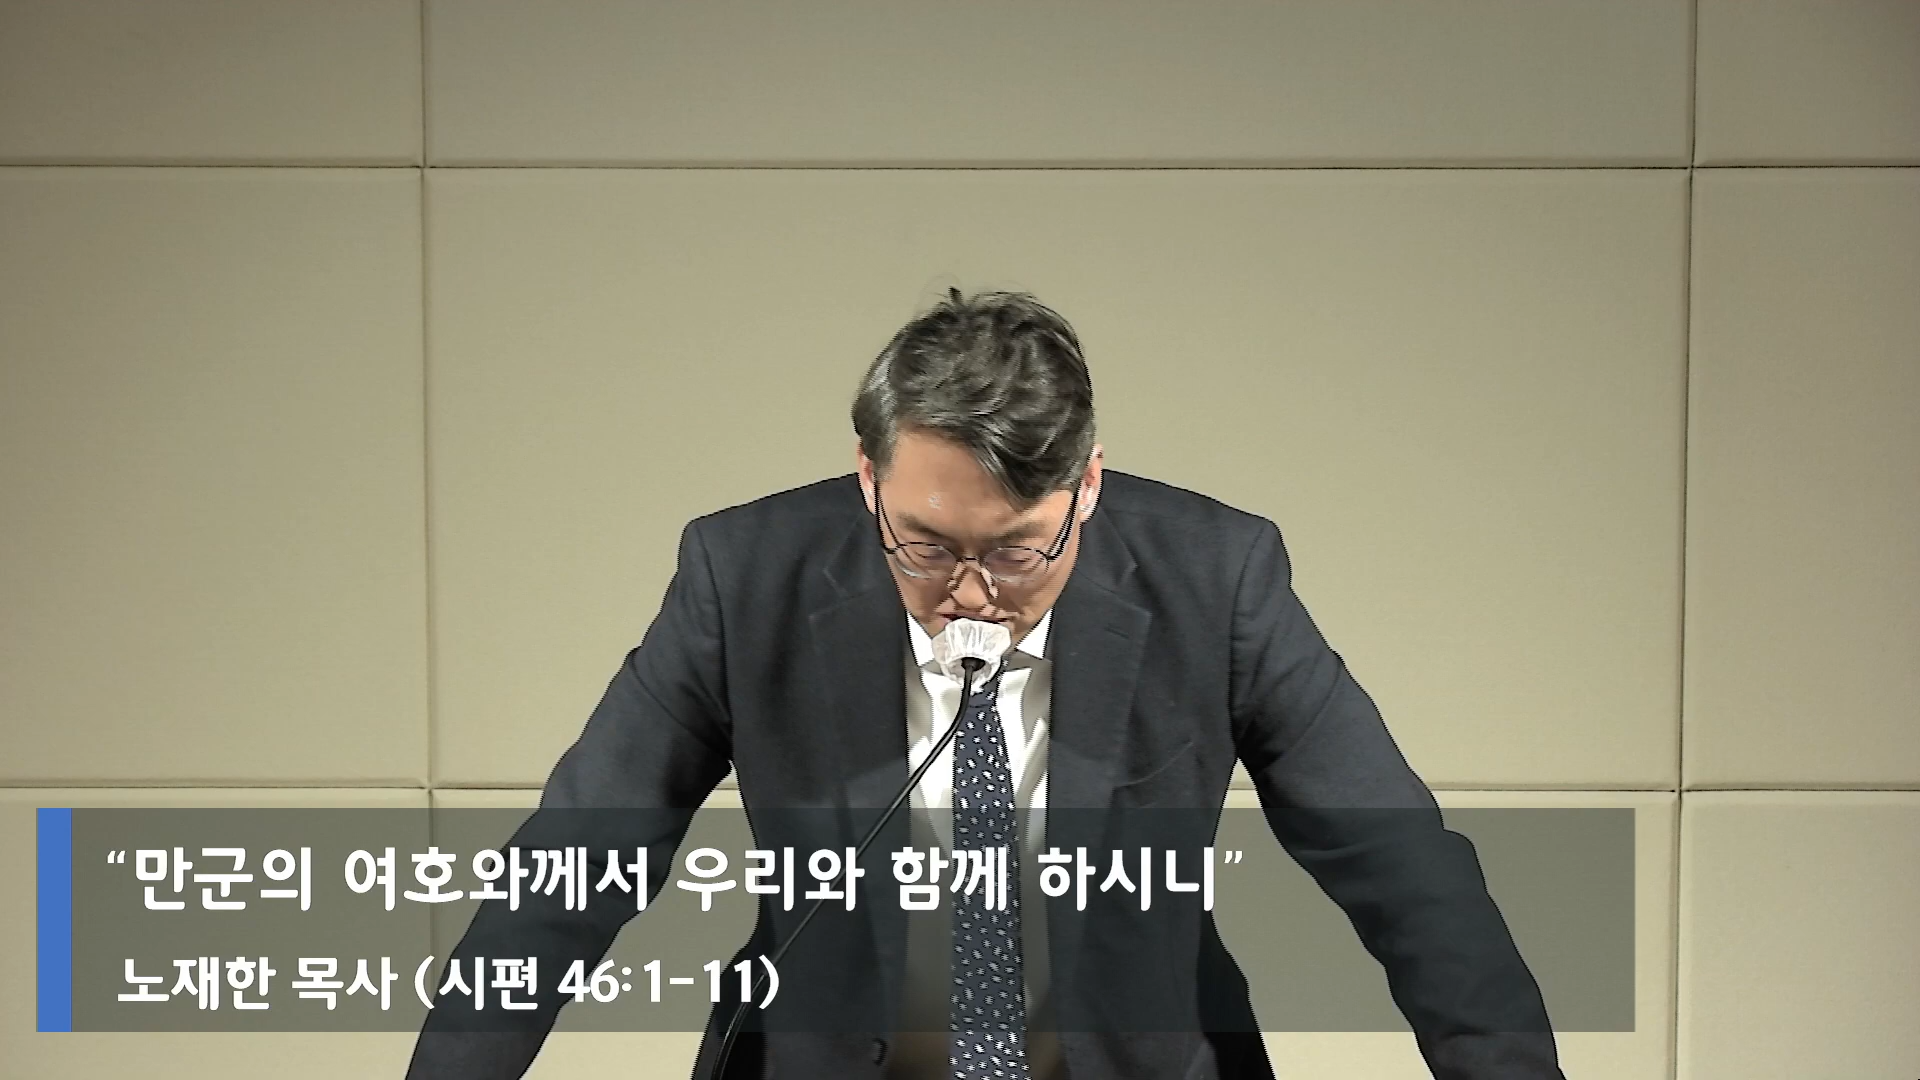 “만군의 여호와께서 우리와 함께 하시니”
노재한 목사 (시편 46:1-11)